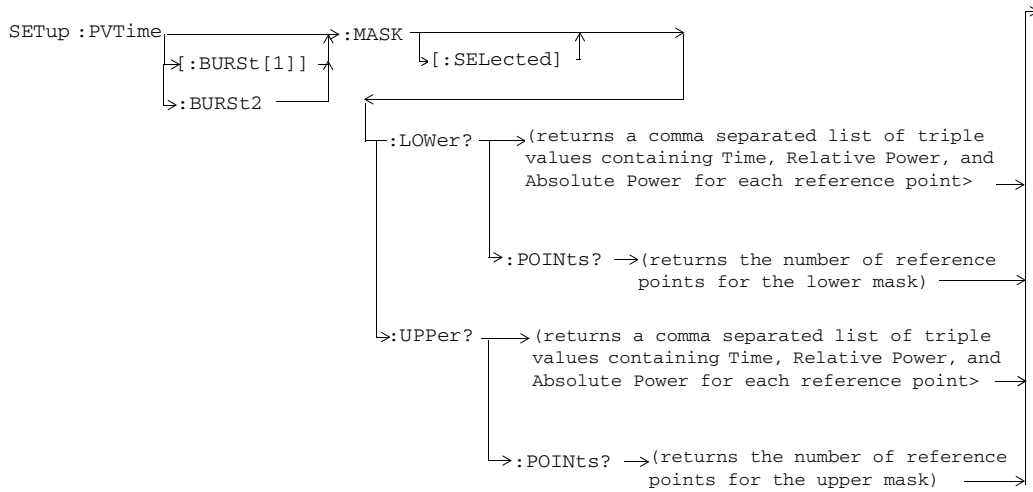 SETup :PVTime :MASK
[:BURSt[1]] [:SELected]
:BURSt2
:LOWer? (returns a comma separated list of triple
values containing Time, Relative Power, and
Absolute Power for each reference point>
:POINts? (returns the number of reference
points for the lower mask)
:UPPer? (returns a comma separated list of triple
values containing Time, Relative Power, and
Absolute Power for each reference point>
:POINts? (returns the number of reference
points for the upper mask)